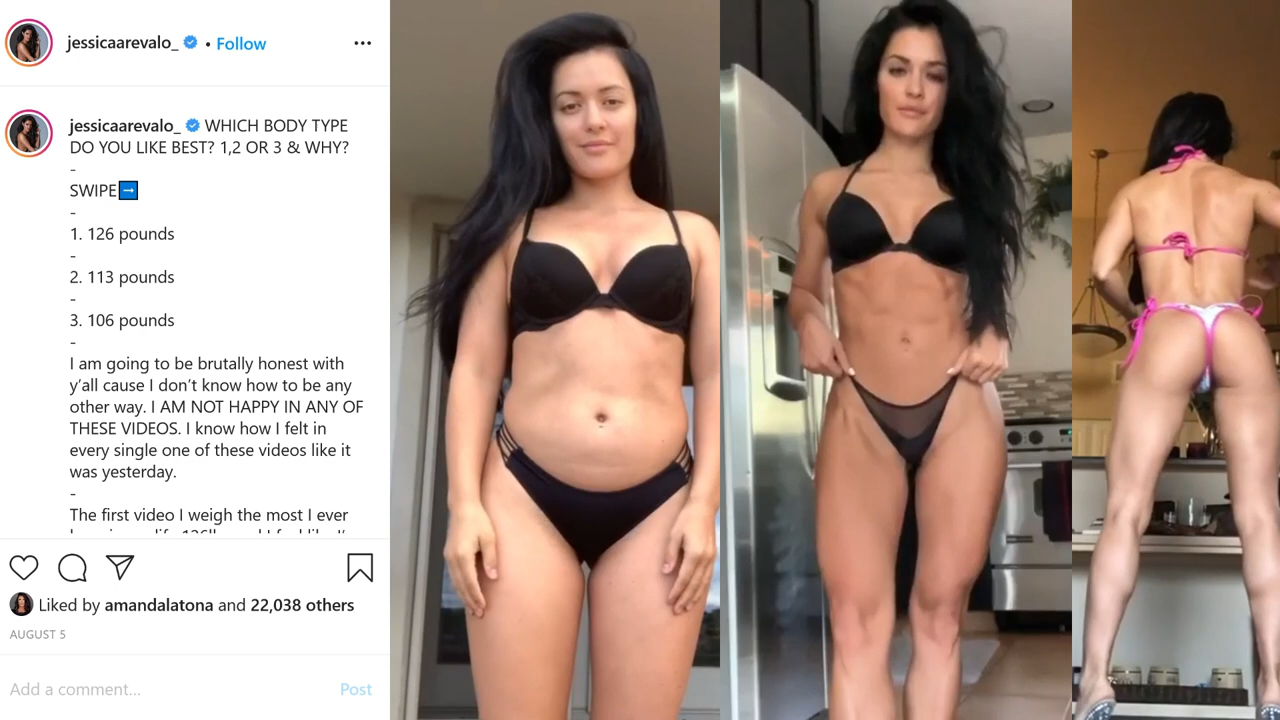 jessicaarevalo_ • Follow
jessicaarevalo_ WHICH BODY TYPE
DO YOU LIKE BEST? 1,2 OR 3 & WHY?
-
SWIPE➡️
-
1. 126 pounds
-
2. 113 pounds
-
3. 106 pounds
-
I am going to be brutally honest with
y’all cause I don’t know how to be any
other way. I AM NOT HAPPY IN ANY OF
THESE VIDEOS. I know how I felt in
every single one of these videos like it
was yesterday.
-
The first video I weigh the most I ever
Liked by amandalatona and 22,038 others
AUGUST 5
Add a comment...
Post